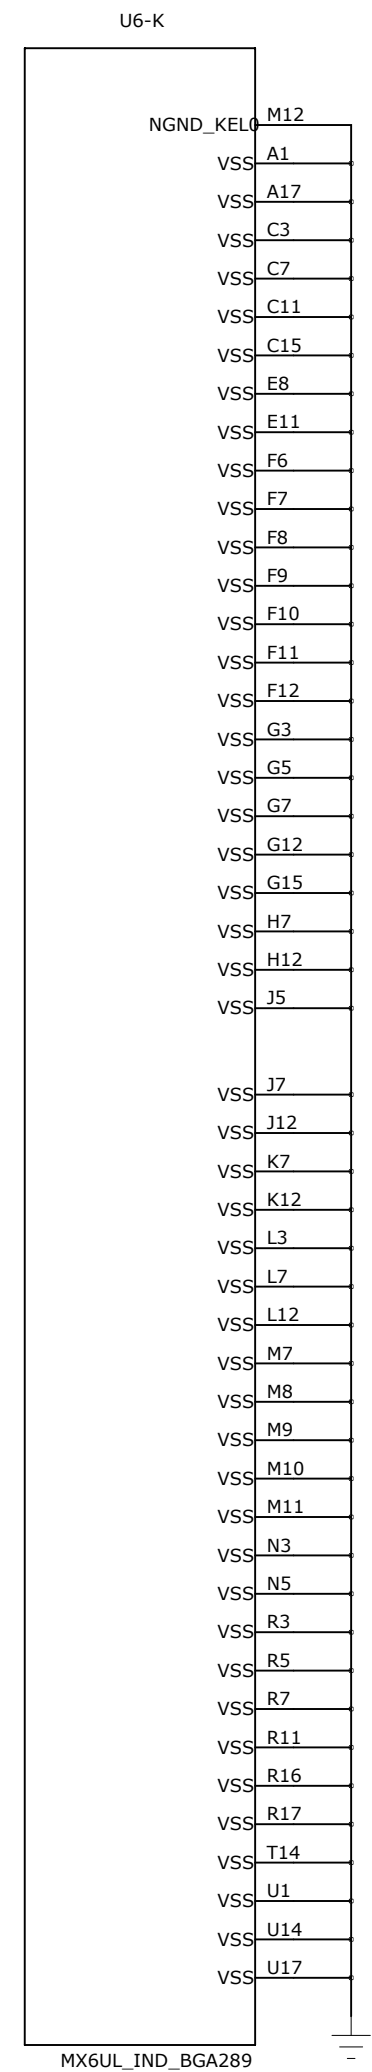 U6-K
NGND_KEL0 M12
VSS A1
VSS A17
VSS C3
VSS C7
VSS C11
VSS C15
VSS E8
VSS E11
VSS F6
VSS F7
VSS F8
VSS F9
VSS F10
VSS F11
VSS F12
VSS G3
VSS G5
VSS G7
VSS G12
VSS G15
VSS H7
VSS H12
VSS J5
VSS J7
VSS J12
VSS K7
VSS K12
VSS L3
VSS L7
VSS L12
VSS M7
VSS M8
VSS M9
VSS M10
VSS M11
VSS N3
VSS N5
VSS R3
VSS R5
VSS R7
VSS R11
VSS R16
VSS R17
VSS T14
VSS U1
VSS U14
VSS U17
MX6UL_IND_BGA289